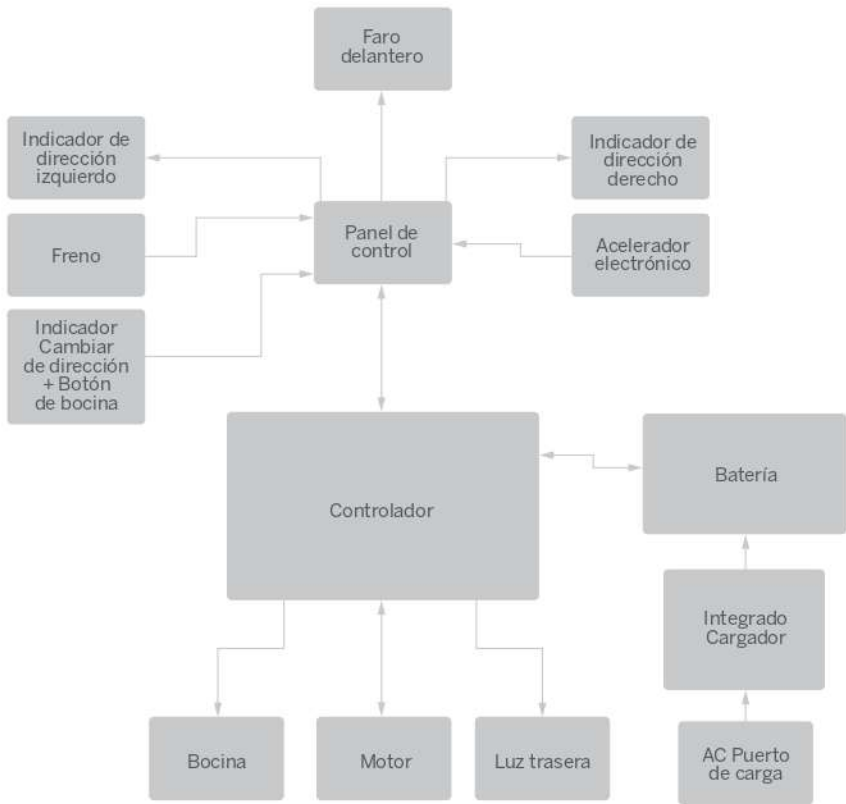 Faro
delantero
Indicador de
dirección
izquierdo
Indicador de
dirección
derecho
Freno
Panel de
control
Acelerador
electrónico
Indicador
Cambiar
de dirección
+ Botón
de bocina
Controlador
Batería
Integrado
Cargador
Bocina
Motor
Luz trasera
AC Puerto
de carga